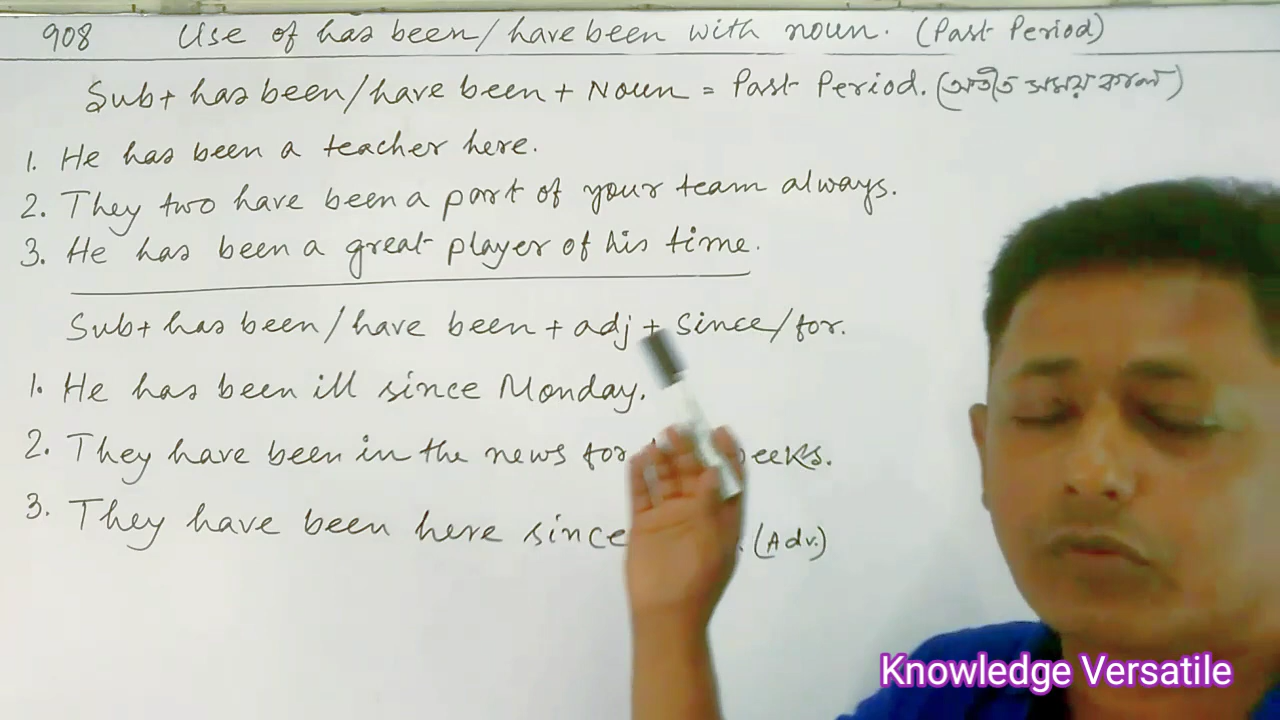 908 Use of has been/have been with noun. (Past Period)
Sub+ has been/have been + Noun = Past Period. (অতীত সময়কাল)
1. He has been a teacher here.
2. They two have been a part of your team always.
3. He has been a great player of his time.
Sub+ has been/have been + adj + since/for.
1. He has been ill since Monday.
2. They have been in the news for
3. They have been here since (Adv.)
Knowledge Versatile